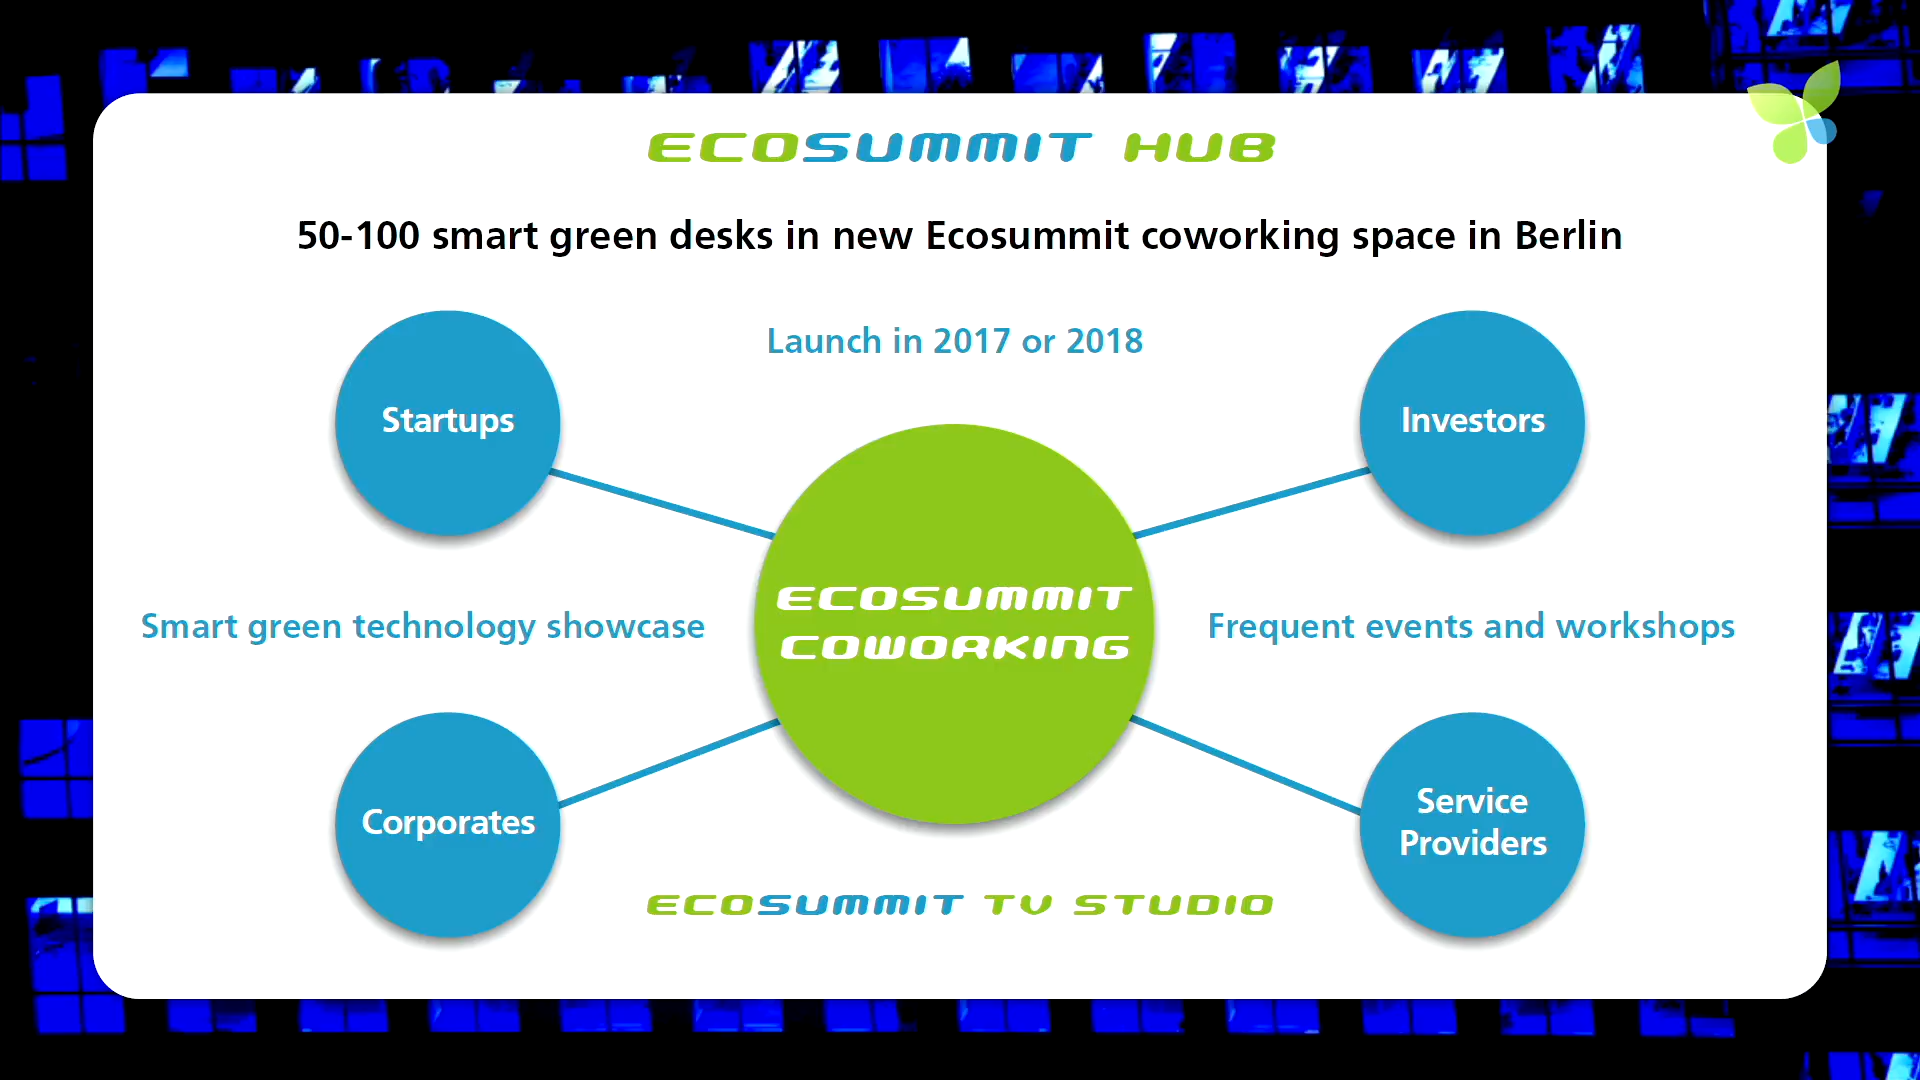 ECOSUMMIT HUB
50-100 smart green desks in new Ecosummit coworking space in Berlin
Launch in 2017 or 2018
Startups
Investors
ECOSUMMIT
COWORKING
Smart green technology showcase
Frequent events and workshops
Corporates
Service
Providers
ECOSUMMIT TV STUDIO